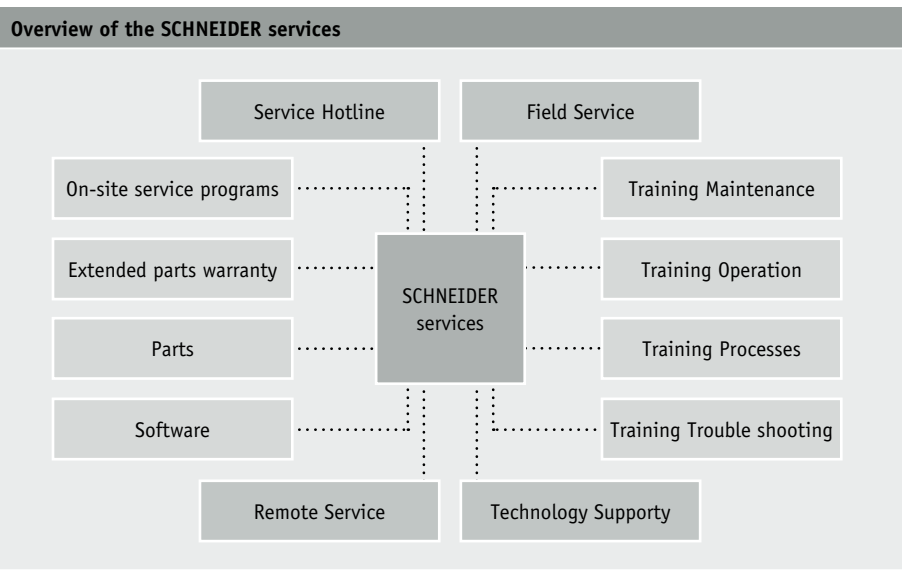 Overview of the SCHNEIDER services
Service Hotline
Field Service
On-site service programs
Training Maintenance
Extended parts warranty
SCHNEIDER
services
Training Operation
Parts
Training Processes
Software
Training Trouble shooting
Remote Service
Technology Supporty